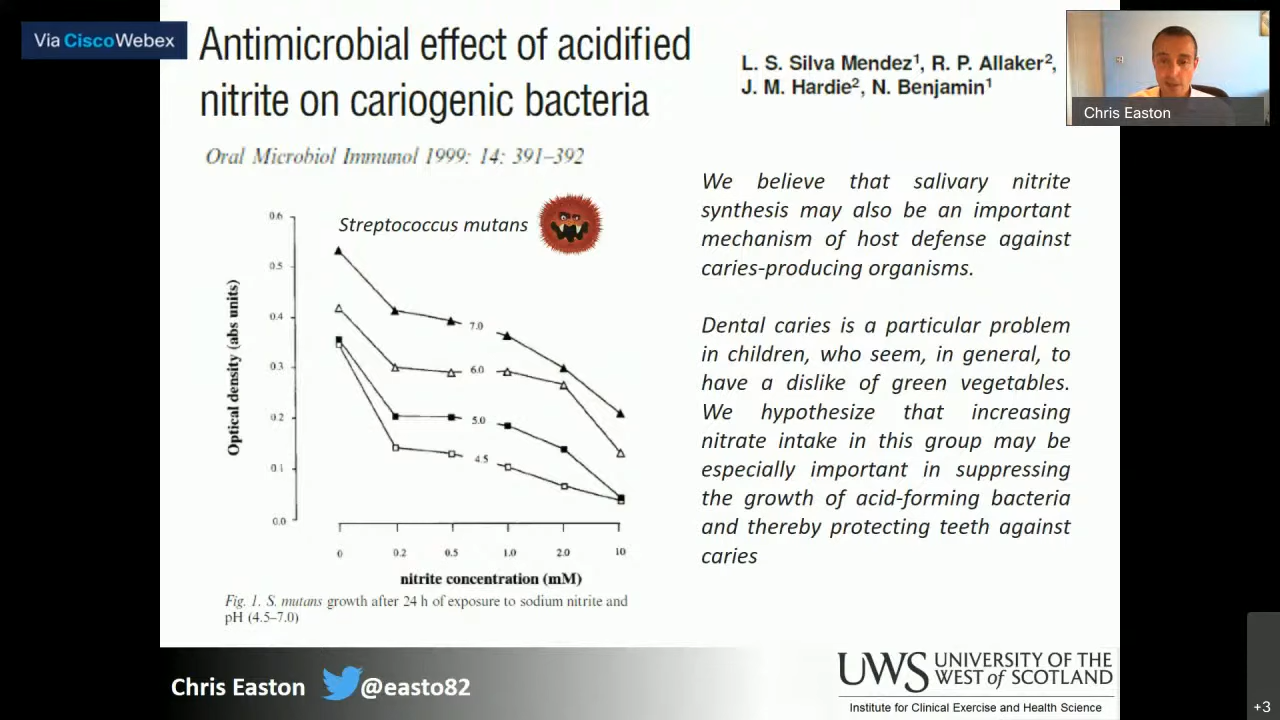 Via CiscoWebex
Antimicrobial effect of acidified
nitrite on cariogenic bacteria
L. S. Silva Mendez¹, R. P. Allaker²,
J. M. Hardie², N. Benjamin¹
Chris Easton
Oral Microbiol Immunol 1999: 14: 391–392
Streptococcus mutans
0.6
0.5
0.4
0.3
0.2
0.1
0.0
Optical density (abs units)
7.0
6.0
5.0
4.5
0 0.2 0.5 1.0 2.0 10
nitrite concentration (mM)
Fig. 1. S. mutans growth after 24 h of exposure to sodium nitrite and
pH (4.5–7.0)
We believe that salivary nitrite
synthesis may also be an important
mechanism of host defense against
caries-producing organisms.
Dental caries is a particular problem
in children, who seem, in general, to
have a dislike of green vegetables.
We hypothesize that increasing
nitrate intake in this group may be
especially important in suppressing
the growth of acid-forming bacteria
and thereby protecting teeth against
caries
Chris Easton @easto82
UWS UNIVERSITY OF THE
WEST of SCOTLAND
Institute for Clinical Exercise and Health Science
+3